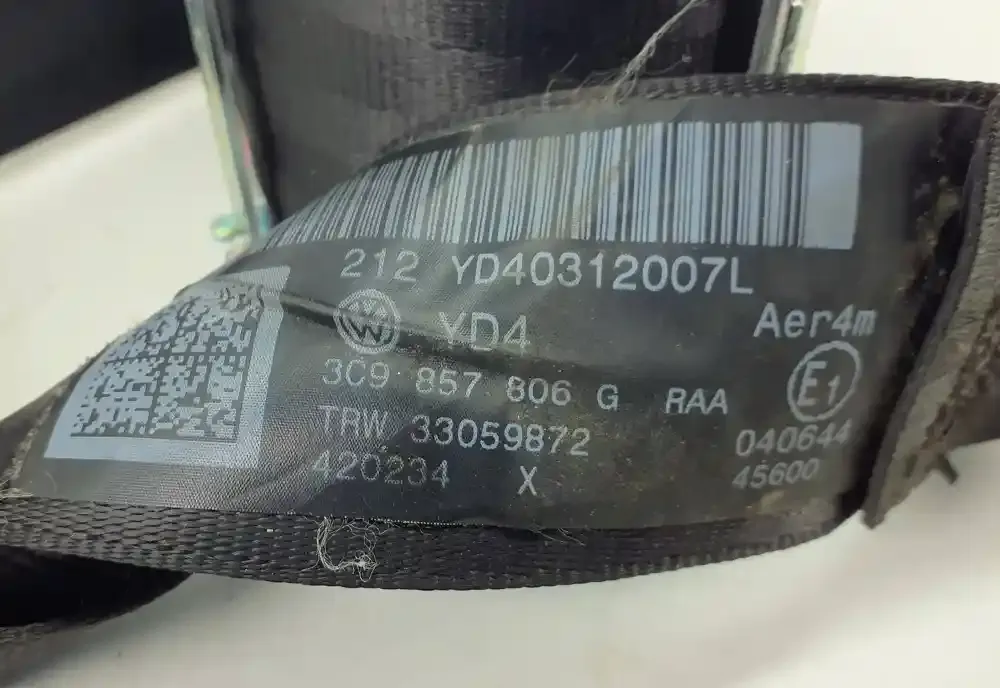 212 YD40312007L
YD4
Aer4m
3C9 857 806 G RAA
E1
TRW 33059872
040644
420234 X
45600